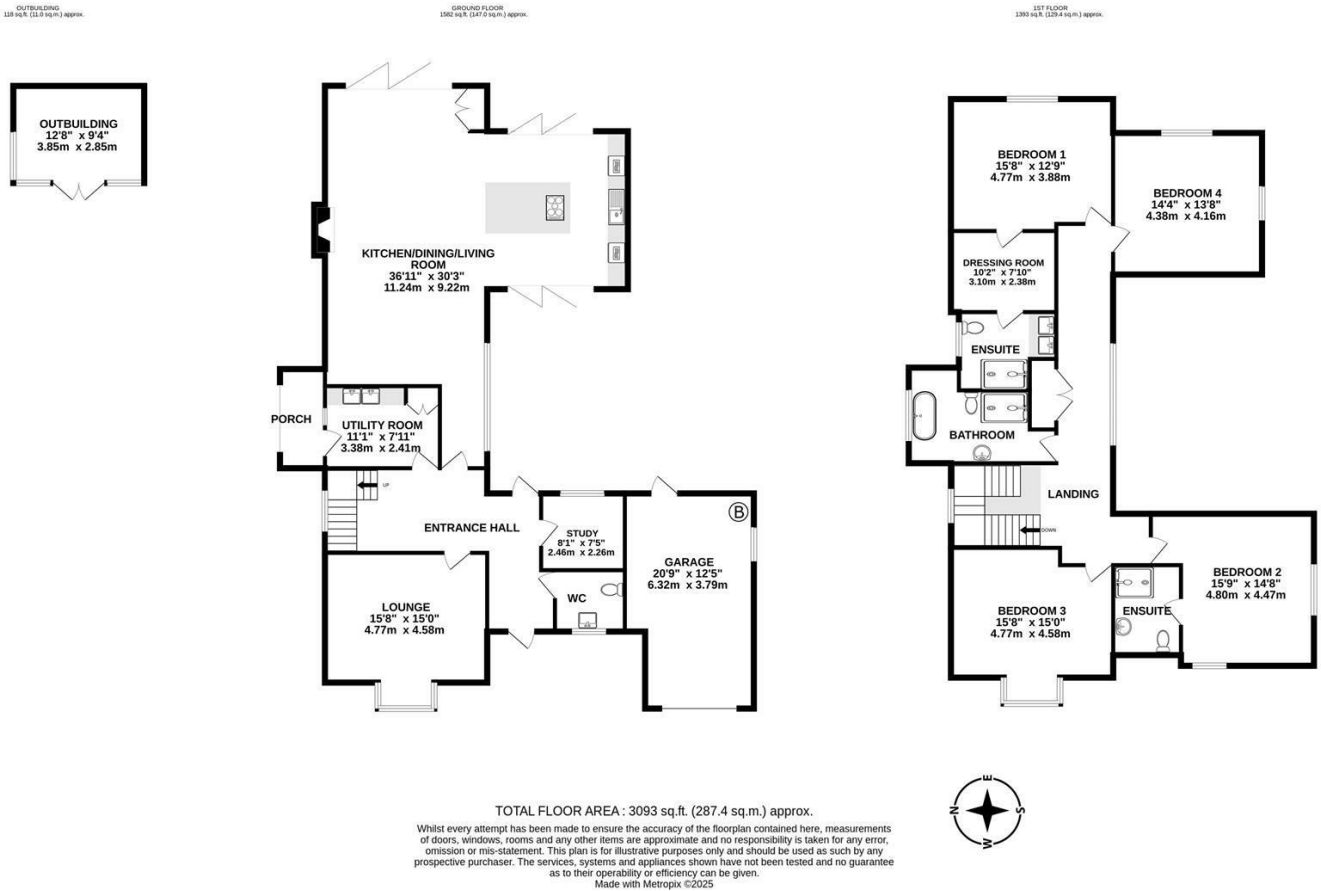 OUTBUILDING
118 sq.ft. (11.0 sq.m.) approx.
GROUND FLOOR
1582 sq.ft. (147.0 sq.m.) approx.
1ST FLOOR
1393 sq.ft. (129.4 sq.m.) approx.
OUTBUILDING
12'8" x 9'4"
3.85m x 2.85m
KITCHEN/DINING/LIVING
ROOM
36'11" x 30'3"
11.24m x 9.22m
PORCH
UTILITY ROOM
11'1" x 7'11"
3.38m x 2.41m
UP
ENTRANCE HALL
STUDY
8'1" x 7'5"
2.46m x 2.26m
B
GARAGE
20'9" x 12'5"
6.32m x 3.79m
WC
LOUNGE
15'8" x 15'0"
4.77m x 4.58m
BEDROOM 1
15'8" x 12'9"
4.77m x 3.88m
BEDROOM 4
14'4" x 13'8"
4.38m x 4.16m
DRESSING ROOM
10'2" x 7'10"
3.10m x 2.38m
ENSUITE
BATHROOM
LANDING
DOWN
BEDROOM 2
15'9" x 14'8"
4.80m x 4.47m
ENSUITE
BEDROOM 3
15'8" x 15'0"
4.77m x 4.58m
E
N
S
W
TOTAL FLOOR AREA : 3093 sq.ft. (287.4 sq.m.) approx.
Whilst every attempt has been made to ensure the accuracy of the floorplan contained here, measurements
of doors, windows, rooms and any other items are approximate and no responsibility is taken for any error,
omission or mis-statement. This plan is for illustrative purposes only and should be used as such by any
prospective purchaser. The services, systems and appliances shown have not been tested and no guarantee
as to their operability or efficiency can be given.
Made with Metropix ©2025